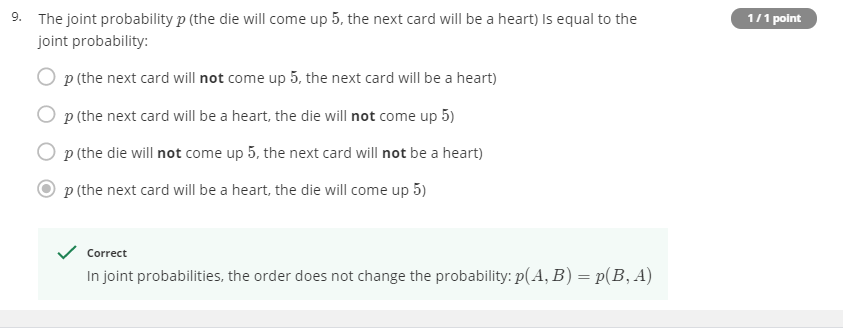 9. The joint probability p (the die will come up 5, the next card will be a heart) Is equal to the
1 / 1 point
joint probability:
p (the next card will not come up 5, the next card will be a heart)
p (the next card will be a heart, the die will not come up 5)
p (the die will not come up 5, the next card will not be a heart)
p (the next card will be a heart, the die will come up 5)
Correct
In joint probabilities, the order does not change the probability: p(A, B) = p(B, A)